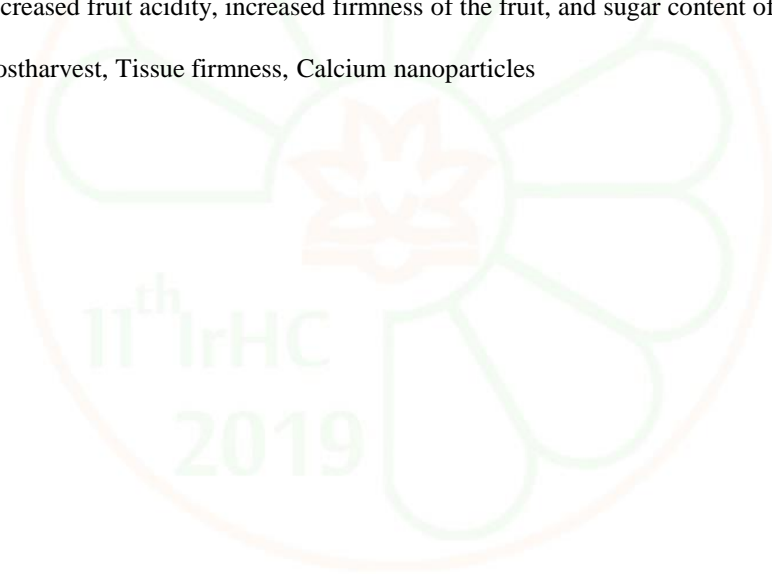 creased fruit acidity, increased firmness of the fruit, and sugar content of
ostharvest, Tissue firmness, Calcium nanoparticles
11th IrHC
2019